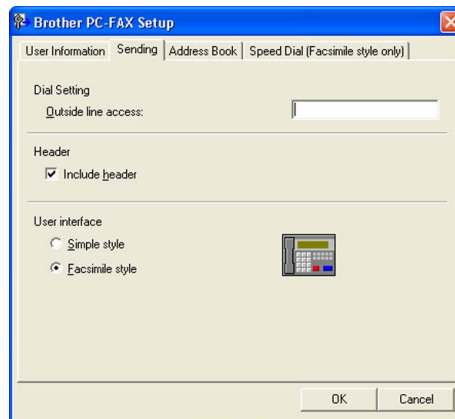 Brother PC-FAX Setup
User Information Sending Address Book Speed Dial (Facsimile style only)
Dial Setting
Outside line access:
Header
Include header
User interface
Simple style
Facsimile style
OK Cancel